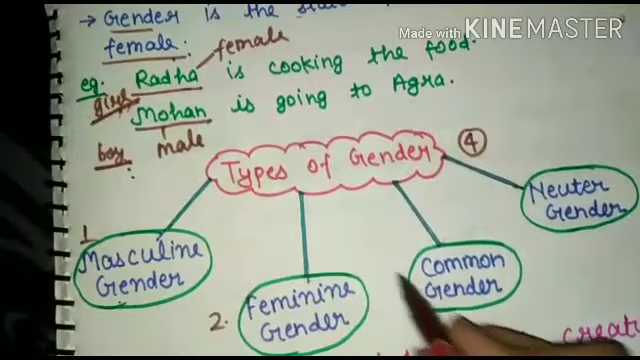 → Gender is the
female.
female
eg. Radha is cooking the food.
girl
Mohan is going to Agra.
boy male
Types of Gender
4
Neuter
Gender
1
Masculine
Gender
Common
Gender
2.
Feminine
Gender
Made with KINEMASTER